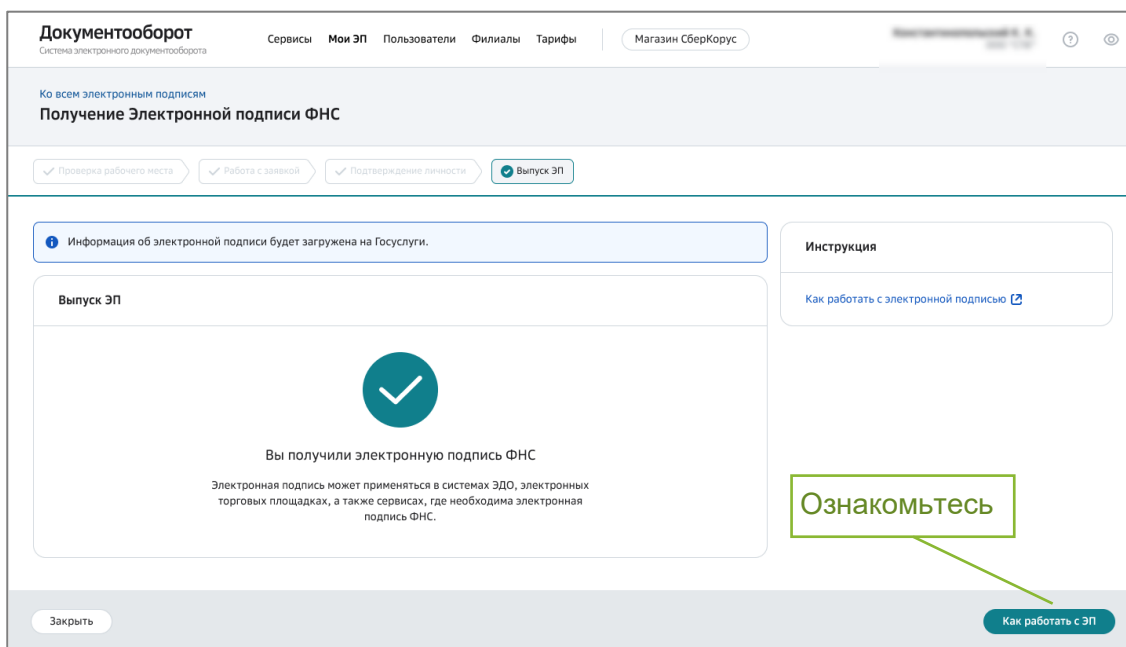 Документооборот
Система электронного документооборота
Сервисы Мои ЭП Пользователи Филиалы Тарифы Магазин СберКорус
Ко всем электронным подписям
Получение Электронной подписи ФНС
Проверка рабочего места Работа с заявкой Подтверждение личности Выпуск ЭП
Информация об электронной подписи будет загружена на Госуслуги.
Выпуск ЭП
Вы получили электронную подпись ФНС
Электронная подпись может применяться в системах ЭДО, электронных
торговых площадках, а также сервисах, где необходима электронная
подпись ФНС.
Инструкция
Как работать с электронной подписью
Ознакомьтесь
Закрыть
Как работать с ЭП